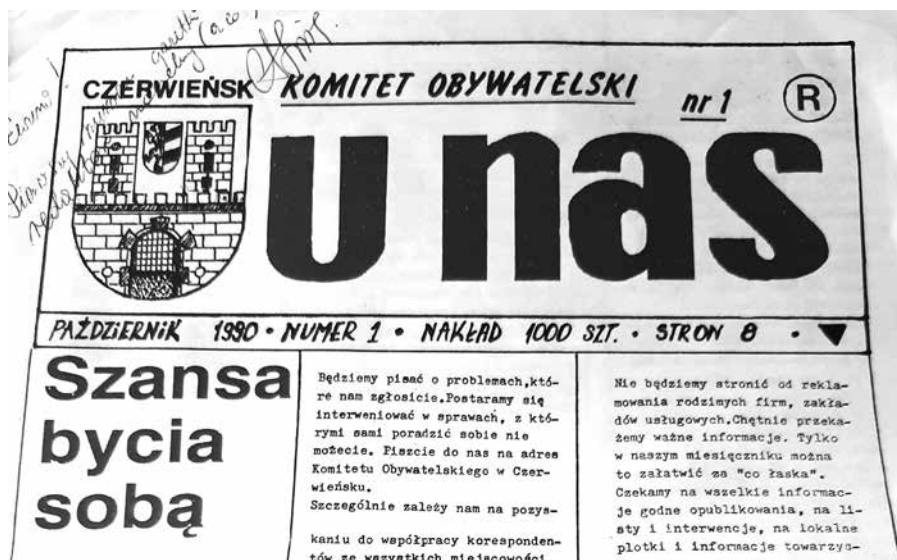 CZERWIEŃSK
KOMITET OBYWATELSKI
nr 1
R
u nas
PAŹDZIERNIK 1990 • NUMER 1 • NAKŁAD 1000 SZT. • STRON 8 •
Szansa
bycia
sobą
Będziemy pisać o problemach,któ-
re nam zgłosicie.Postaramy się
interweniować w sprawach, z któ-
rymi sami poradzić sobie nie
możecie. Piszcie do nas na adres
Komitetu Obywatelskiego w Czer-
wieńsku.
Szczególnie zależy nam na pozys-
kaniu do współpracy koresponden-
tów ze wszystkich miejscowości
Nie będziemy stronić od rekla-
mowania rodzimych firm, zakła-
dów usługowych.Chętnie przeka-
żemy ważne informacje. Tylko
w naszym miesięczniku można
to załatwić za "co łaska".
Czekamy na wszelkie informac-
je godne opublikowania, na li-
sty i interwencje, na lokalne
plotki i informacje towarzys-